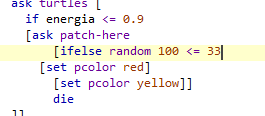 ask turtles [
if energia <= 0.9
[ask patch-here
[ifelse random 100 <= 33
[set pcolor red]
[set pcolor yellow]]
die
]]